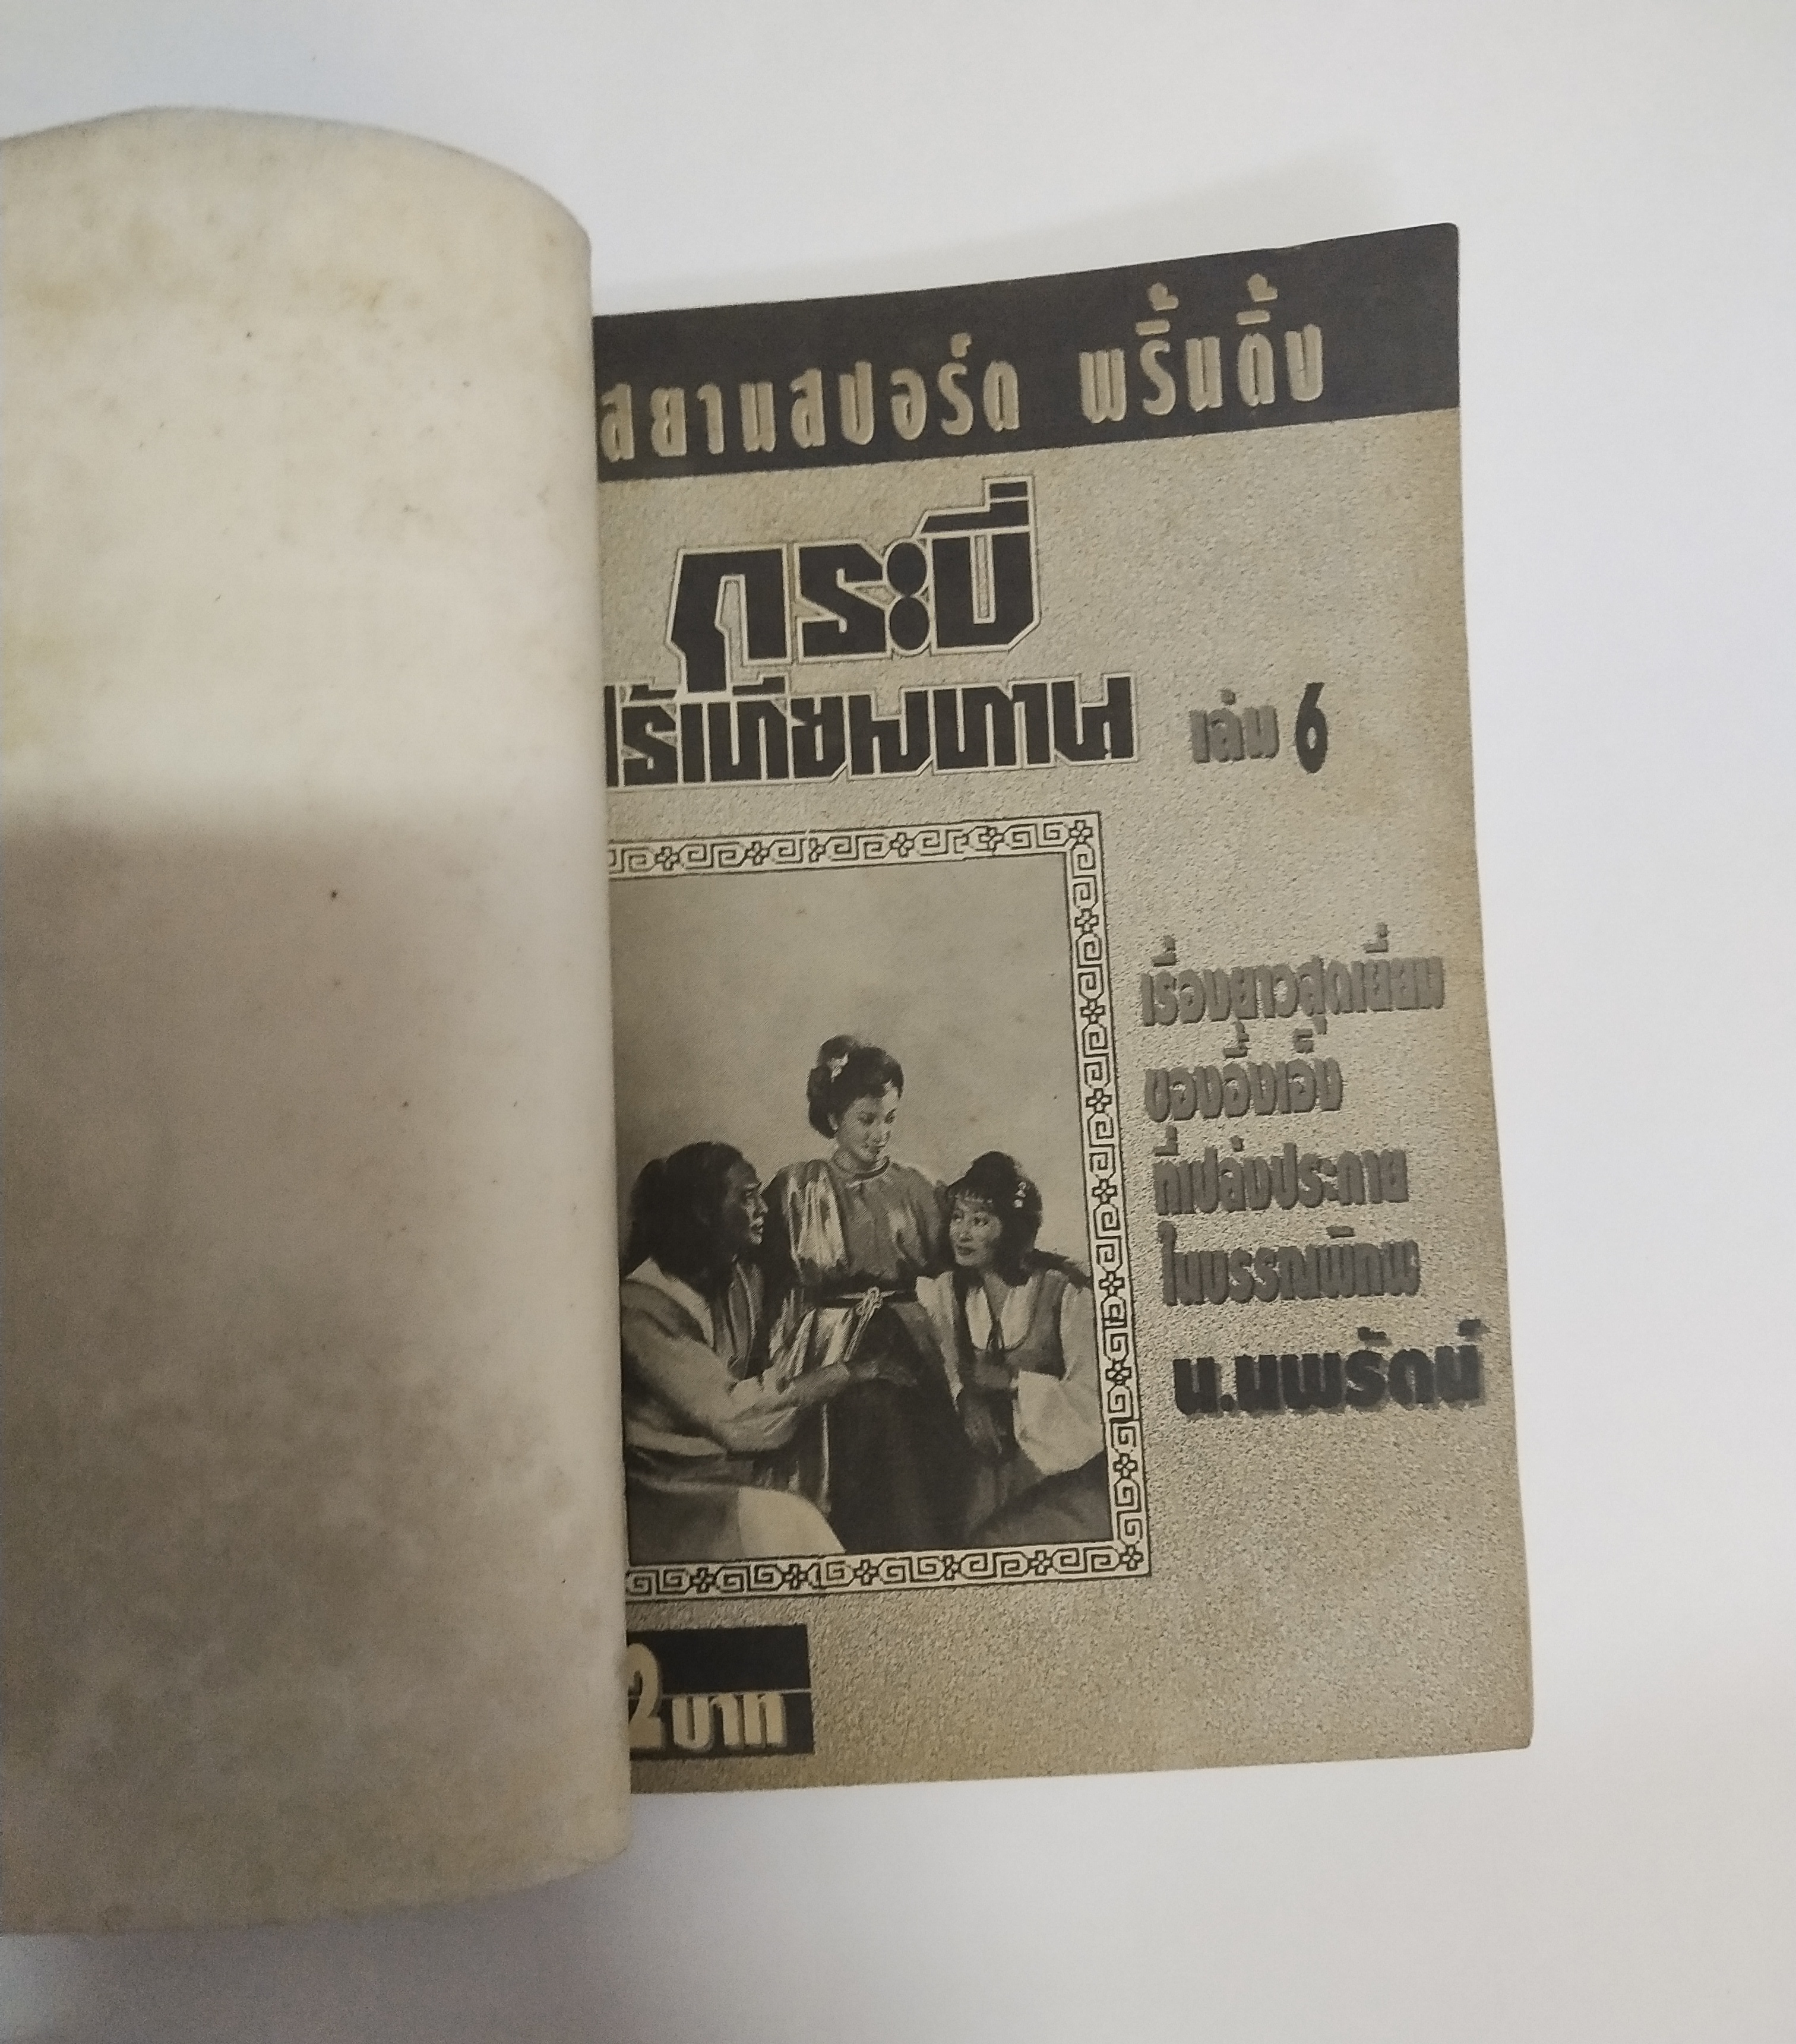 สยามสปอร์ต พริ้นติ้ง
กระบี่
ไร้เทียมทาน เล่ม 6
เรื่องยาวสุดเยี่ยม
ของอึ้งเอ็ง
ที่เปล่งประกาย
ในบรรณพิภพ
น.นพรัตน์
2 บาท